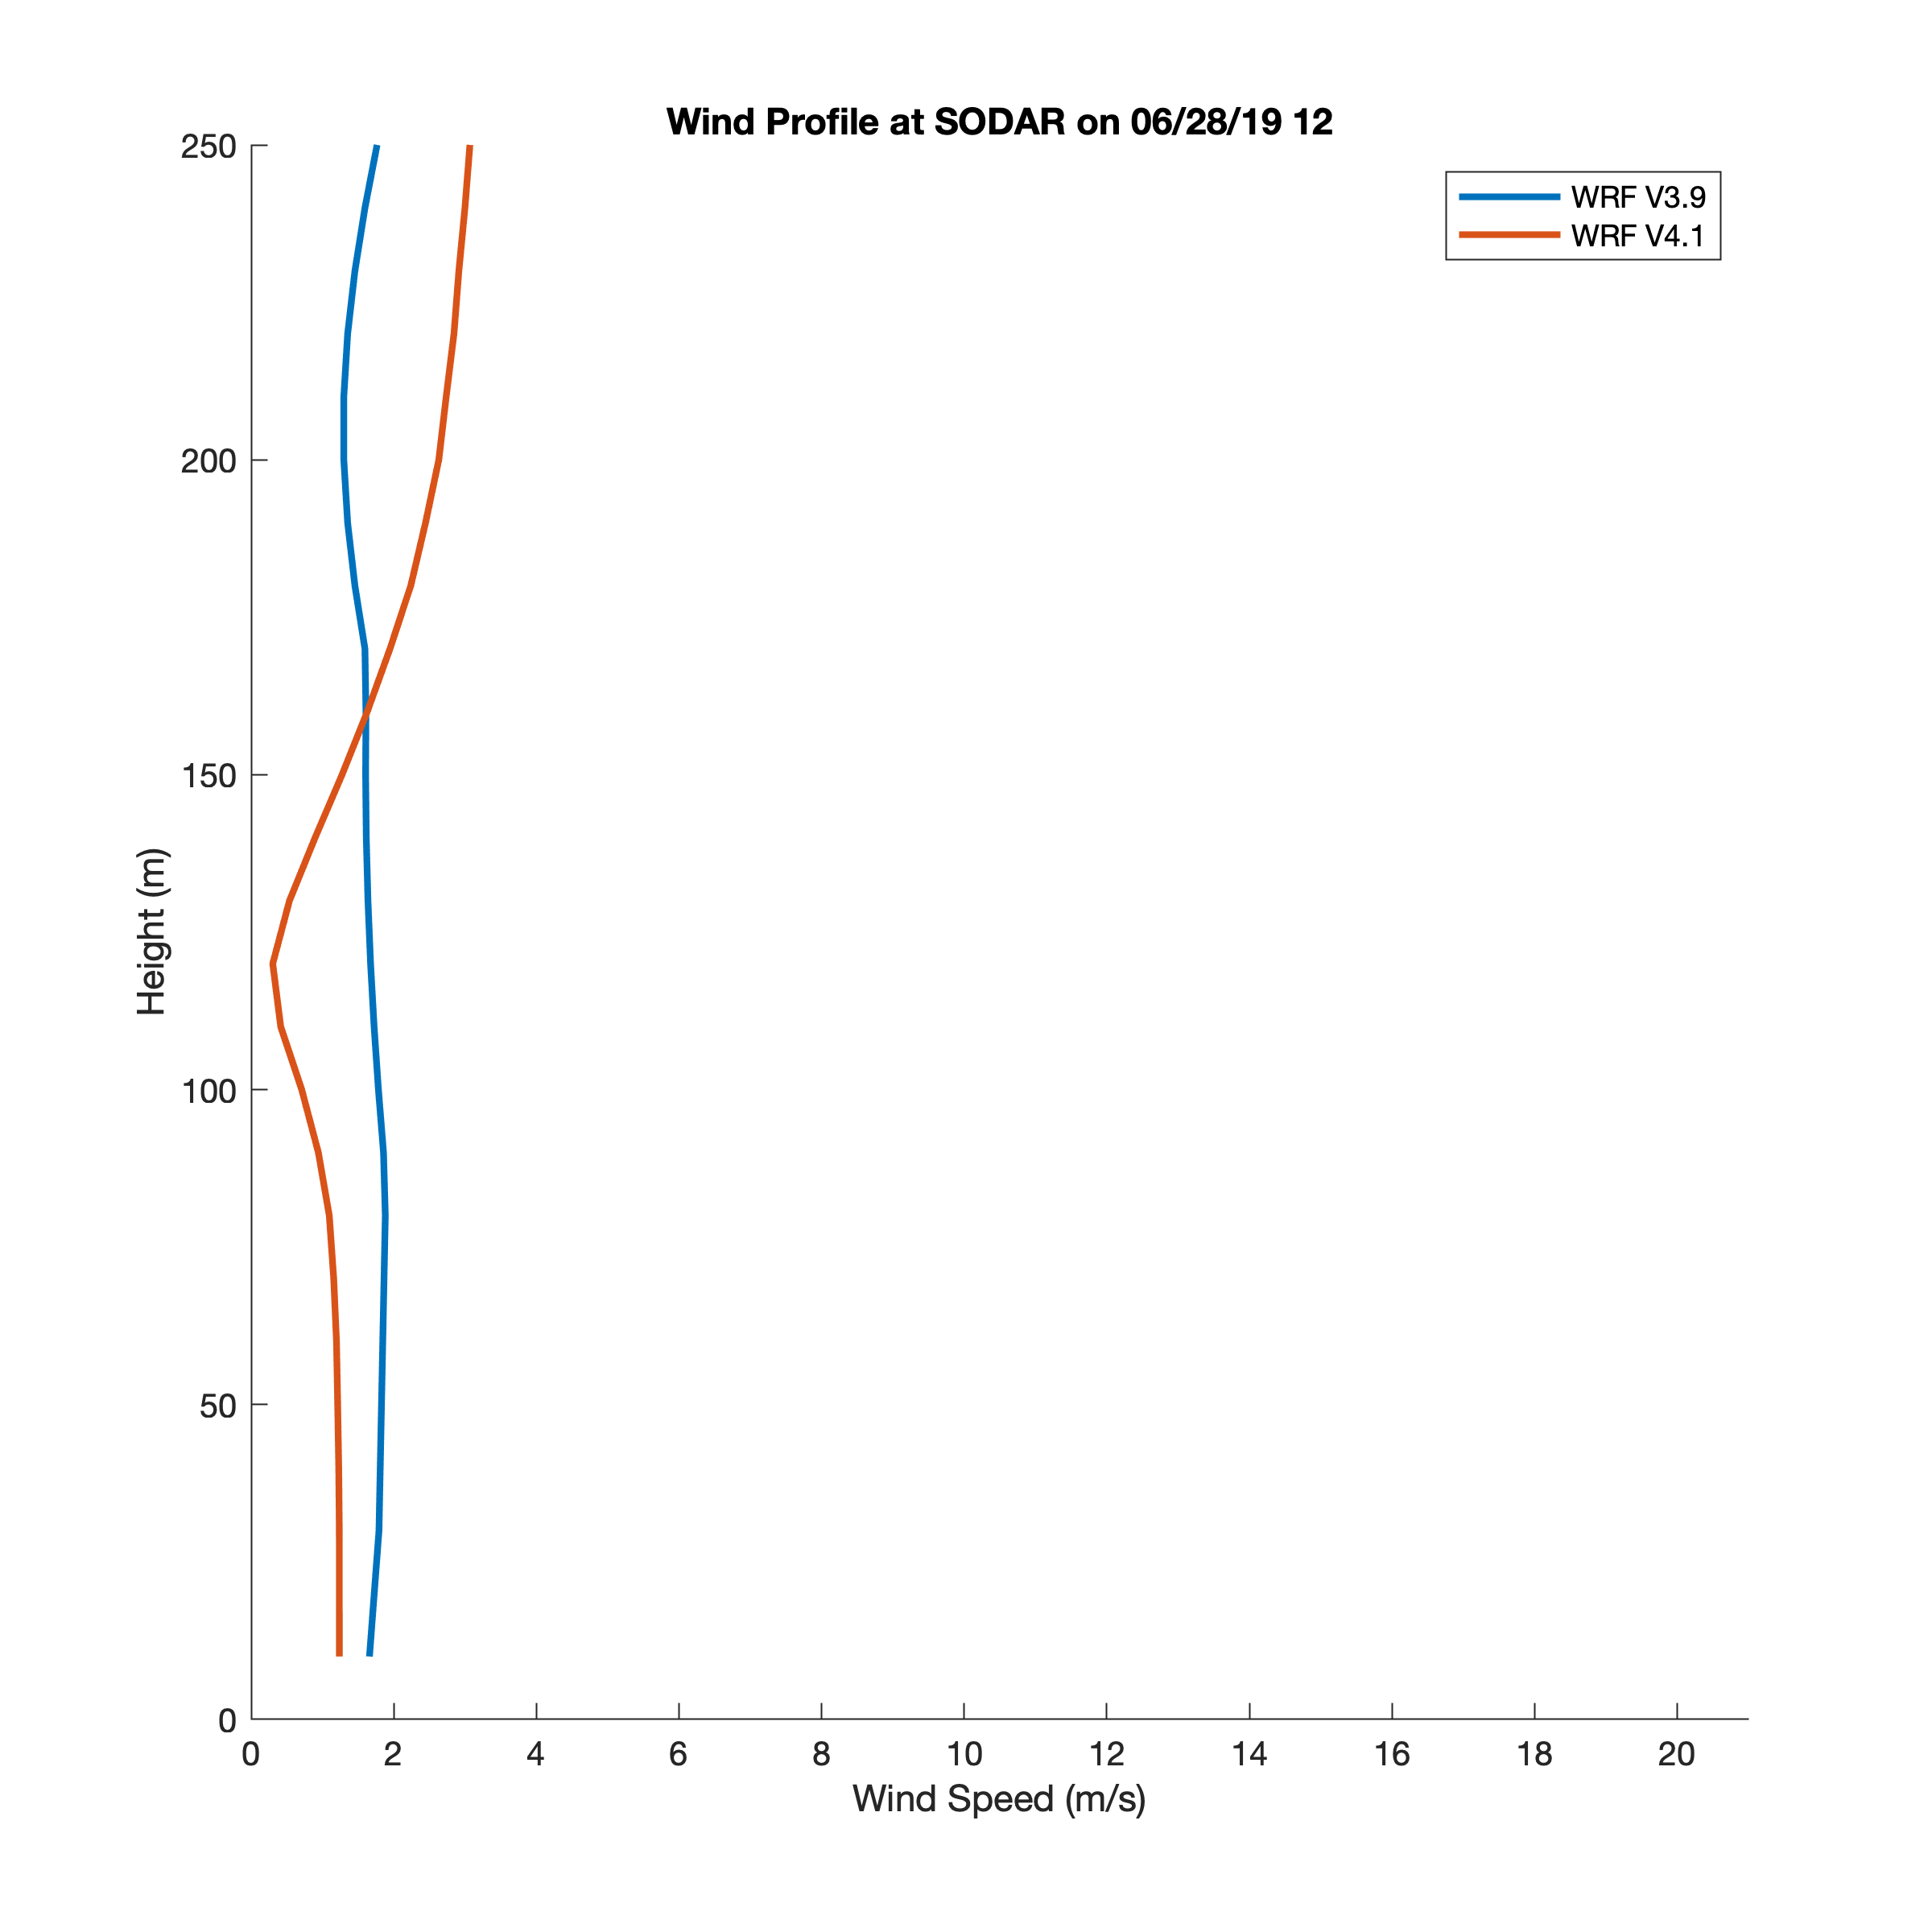 Wind Profile at SODAR on 06/28/19 12
WRF V3.9
WRF V4.1
250
200
150
100
50
0
Height (m)
0 2 4 6 8 10 12 14 16 18 20
Wind Speed (m/s)